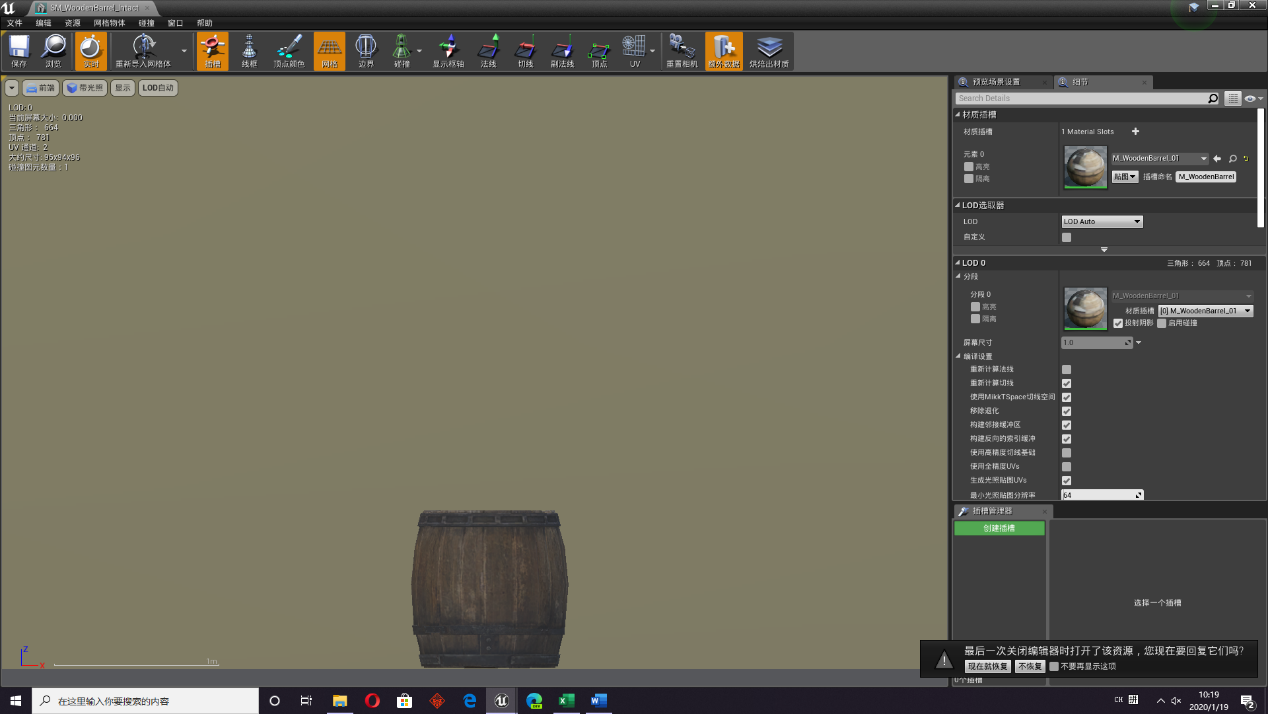 SM_WoodenBarrel_Intact
文件 编辑 资源 网格物体 碰撞 窗口 帮助
保存 浏览 实时 重新导入网格体 插槽 线框 顶点颜色 网格 边界 碰撞 显示枢轴 法线 切线 副法线 顶点 UV 重置相机 额外数据 烘焙出材质
前端 带光照 显示 LOD自动
LOD: 0
当前屏幕大小: 0.000
三角形: 664
顶点: 781
UV 通道: 2
大约尺寸: 96x84x96
碰撞图元数量: 1
Z
X
1m
预览场景设置 细节
Search Details
材质插槽
材质插槽 1 Material Slots
元素 0
高亮
隔离
M_WoodenBarrel_01
贴图 插槽命名 M_WoodenBarrel
LOD选取器
LOD LOD Auto
自定义
LOD 0 三角形: 664 顶点: 781
分段
分段 0
高亮
隔离
M_WoodenBarrel_01
材质插槽 [0] M_WoodenBarrel_01
投射阴影 启用碰撞
屏幕尺寸 1.0
编译设置
重新计算法线
重新计算切线
使用MikkTSpace切线空间
移除退化
构建邻接缓冲区
构建反向的索引缓冲
使用高精度切线基础
使用全精度UVs
生成光照贴图UVs
最小光照贴图分辨率 64
插槽管理器
创建插槽
选择一个插槽
最后一次关闭编辑器时打开了该资源，您现在要回复它们吗?
现在就恢复 不恢复 不要再显示这项
0个插槽
在这里输入你要搜索的内容
10:19
2020/1/19
2